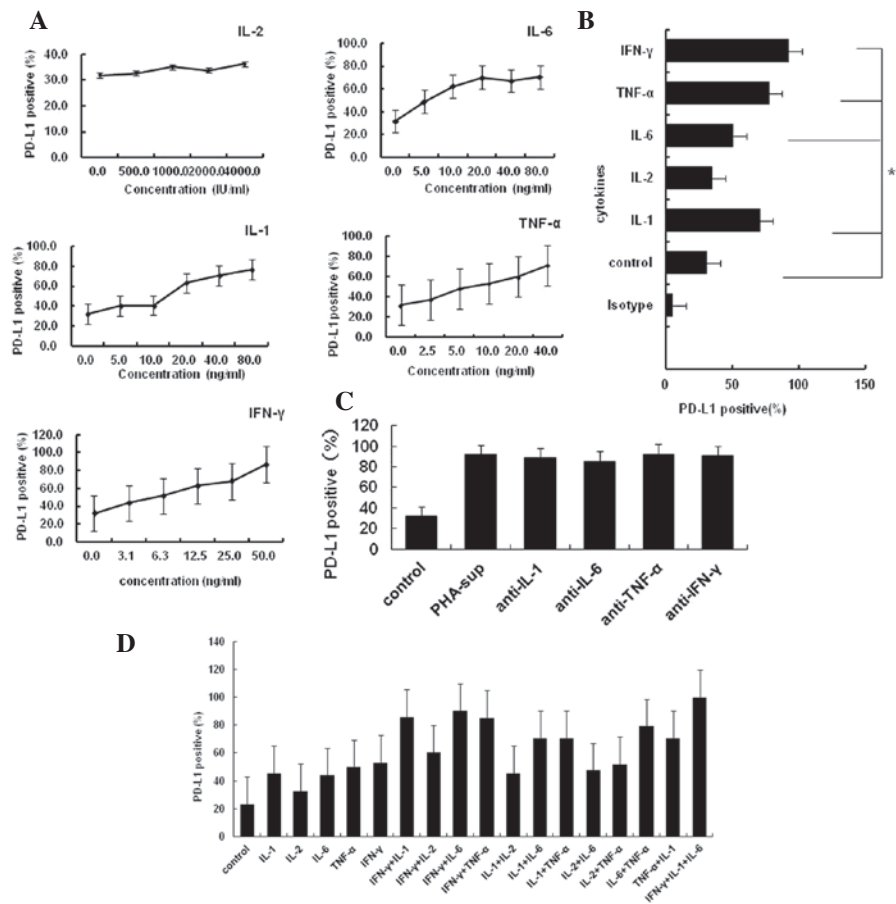 A
IL-2
PD-L1 positive (%)
40.0
30.0
20.0
10.0
0.0
0.0 500.0 1000.0 2000.0 4000.0
Concentration (IU/ml)
IL-6
PD-L1 positive (%)
100.0
80.0
60.0
40.0
20.0
0.0
0.0 5.0 10.0 20.0 40.0 80.0
Concentration (ng/ml)
IL-1
PD-L1 positive (%)
100.0
80.0
60.0
40.0
20.0
0.0
0.0 5.0 10.0 20.0 40.0 80.0
Concentration (ng/ml)
TNF-α
PD-L1 positive (%)
100.0
80.0
60.0
40.0
20.0
0.0
0.0 2.5 5.0 10.0 20.0 40.0
Concentration (ng/ml)
IFN-γ
PD-L1 positive (%)
120.0
100.0
80.0
60.0
40.0
20.0
0.0
0.0 3.1 6.3 12.5 25.0 50.0
concentration (ng/ml)
B
cytokines
IFN-γ
TNF-α
IL-6
IL-2
IL-1
control
Isotype
*
0 50 100 150
PD-L1 positive(%)
C
PD-L1 positive (%)
120
100
80
60
40
20
0
control
PHA-sup
anti-IL-1
anti-IL-6
anti-TNF-α
anti-IFN-γ
D
PD-L1 positive (%)
140
120
100
80
60
40
20
0
control
IL-1
IL-2
IL-6
TNF-α
IFN-γ
IFN-γ+IL-1
IFN-γ+IL-2
IFN-γ+IL-6
IFN-γ+TNF-α
IL-1+IL-2
IL-1+IL-6
IL-1+TNF-α
IL-2+IL-6
IL-2+TNF-α
IL-6+TNF-α
TNF-α+IL-1
IFN-γ+IL-1+IL-6